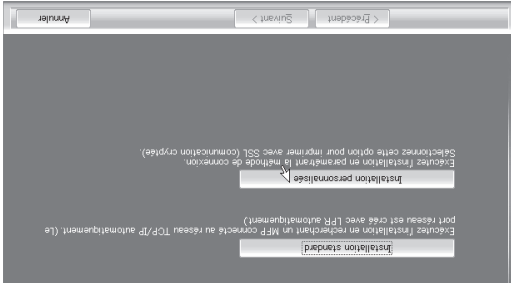 Installation standard
Exécutez l'installation en recherchant un MFP connecté au réseau TCP/IP automatiquement. (Le
port réseau est créé avec LPR automatiquement.)
Installation personnalisée
Exécutez l'installation en paramétrant la méthode de connexion.
Sélectionnez cette option pour imprimer avec SSL (communication cryptée).
< Précédent
Suivant >
Annuler